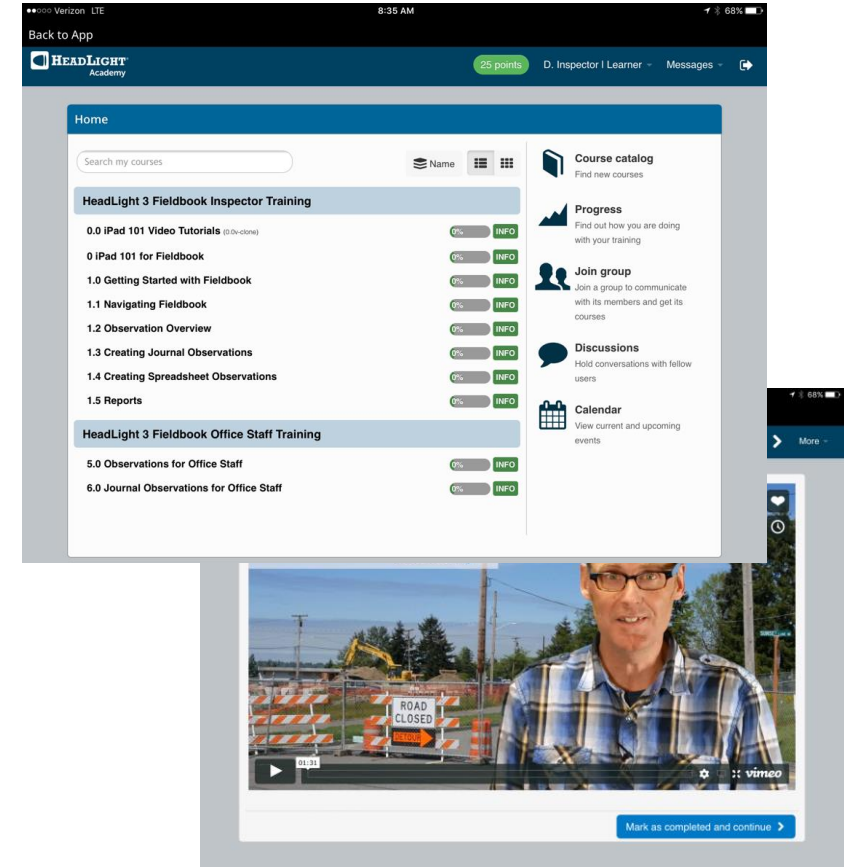 Verizon LTE
8:35 AM
68%
Back to App
HEADLIGHT
Academy
25 points
D. Inspector | Learner
Messages
Home
Search my courses
Name
HeadLight 3 Fieldbook Inspector Training
0.0 iPad 101 Video Tutorials (0.0v-clone)
0%
INFO
0 iPad 101 for Fieldbook
0%
INFO
1.0 Getting Started with Fieldbook
0%
INFO
1.1 Navigating Fieldbook
0%
INFO
1.2 Observation Overview
0%
INFO
1.3 Creating Journal Observations
0%
INFO
1.4 Creating Spreadsheet Observations
0%
INFO
1.5 Reports
0%
INFO
HeadLight 3 Fieldbook Office Staff Training
5.0 Observations for Office Staff
0%
INFO
6.0 Journal Observations for Office Staff
0%
INFO
Course catalog
Find new courses
Progress
Find out how you are doing
with your training
Join group
Join a group to communicate
with its members and get its
courses
Discussions
Hold conversations with fellow
users
Calendar
View current and upcoming
events
68%
More
ROAD
CLOSED
DETOUR
01:31
vimeo
Mark as completed and continue